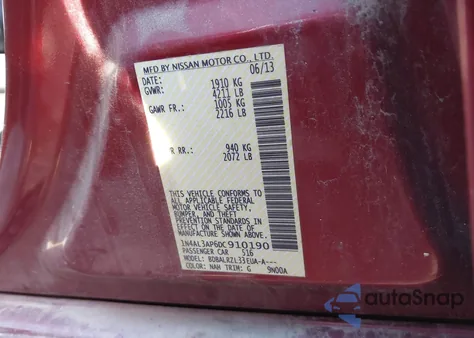 MFD BY NISSAN MOTOR CO., LTD.
DATE: 06/13
GVWR: 1910 KG
4211 LB
GAWR FR.: 1005 KG
2216 LB
R RR.: 940 KG
2072 LB
THIS VEHICLE CONFORMS TO
ALL APPLICABLE FEDERAL
MOTOR VEHICLE SAFETY,
BUMPER, AND THEFT
PREVENTION STANDARDS IN
EFFECT ON THE DATE OF
MANUFACTURE SHOWN ABOVE.
1N4AL3AP6DC910190
PASSENGER CAR 516
MODEL: BDBALRZL33EUA-A---
COLOR: NAH TRIM: G 9N00A
autoSnap